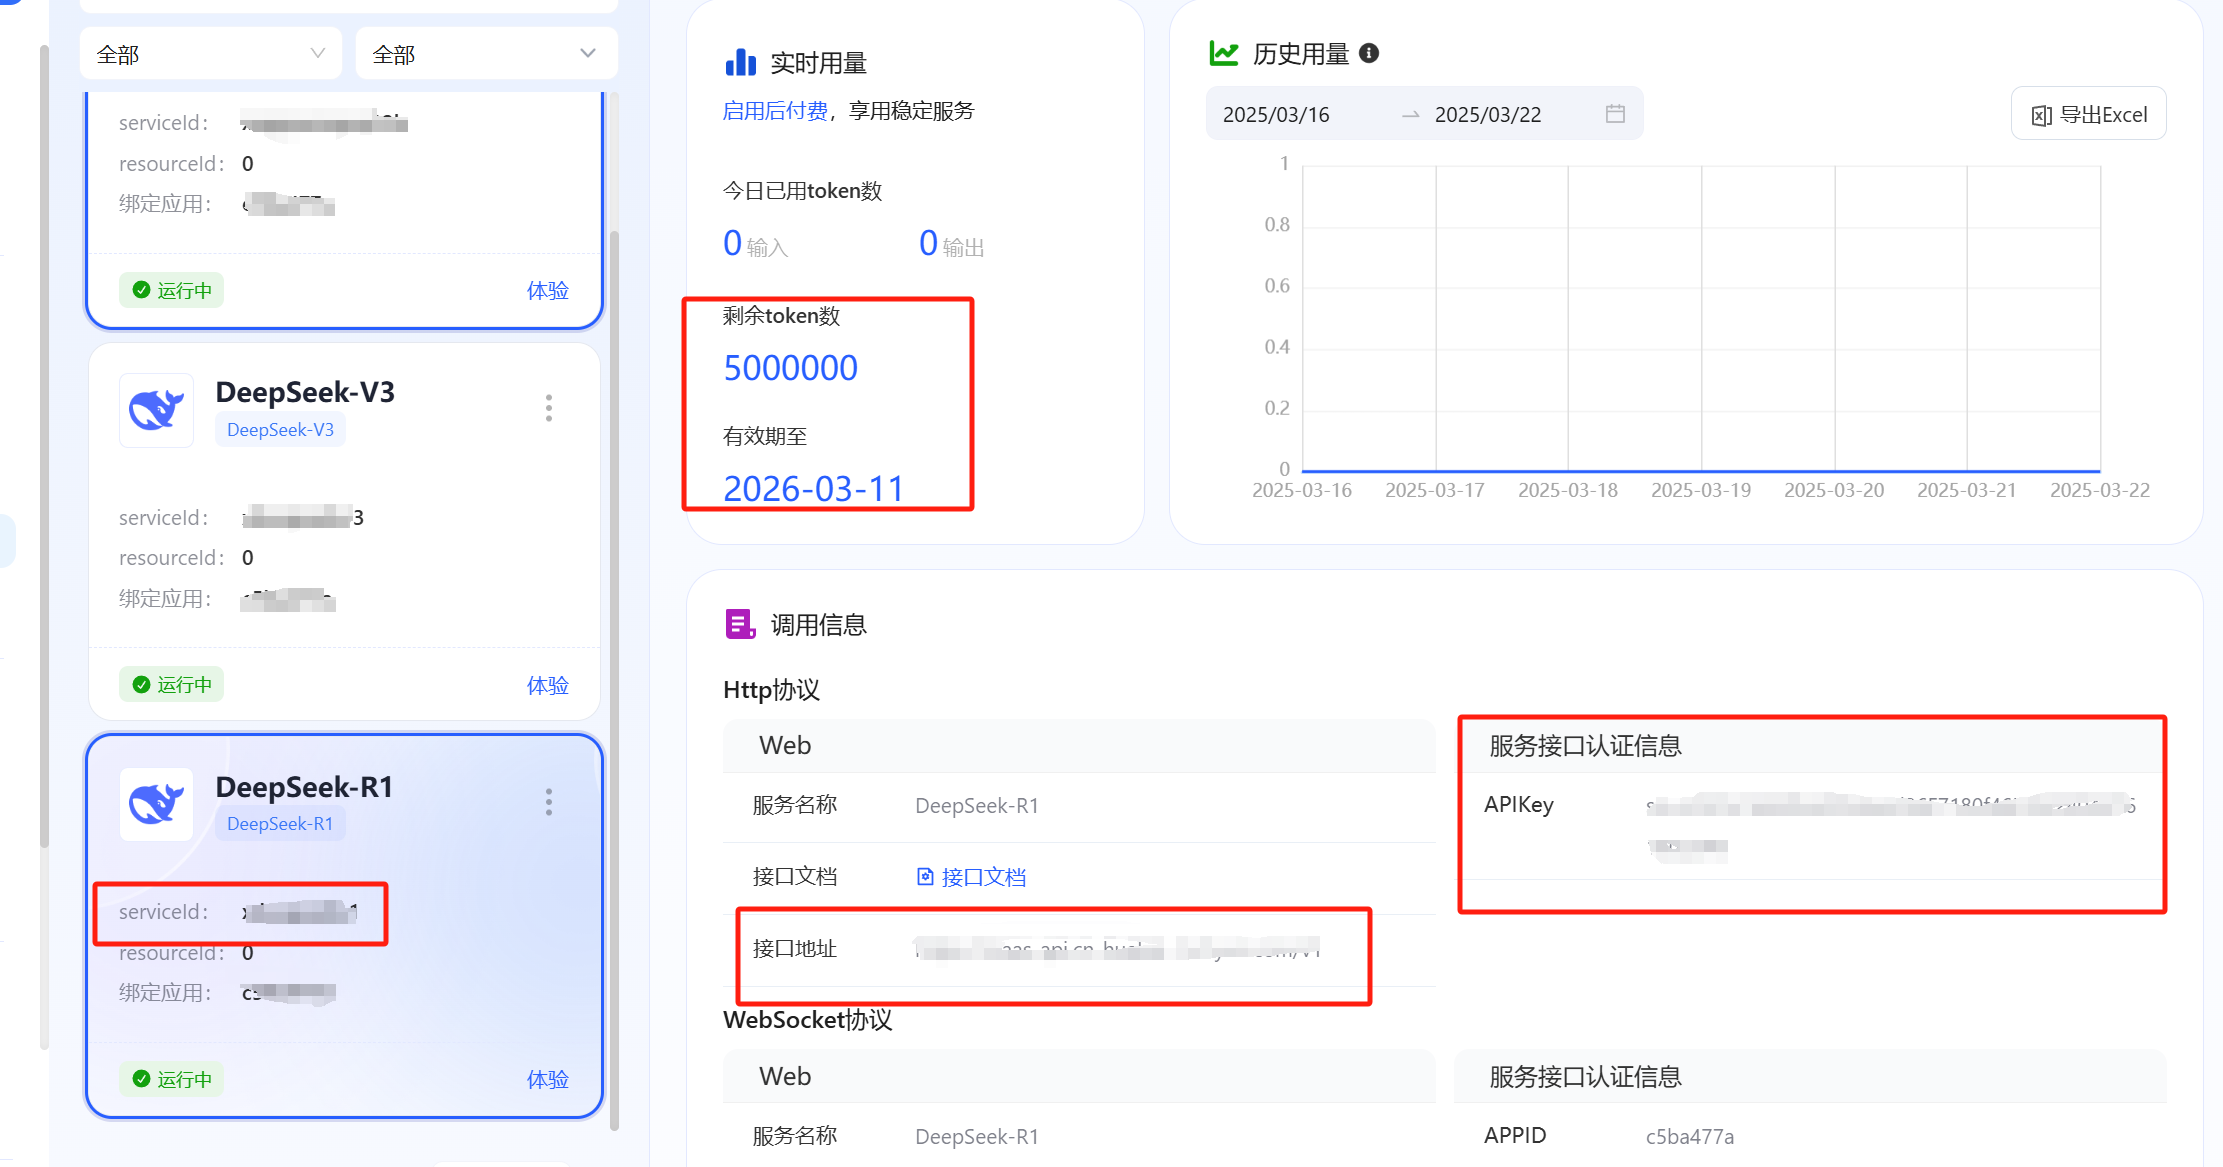 全部
全部
serviceId：
resourceId： 0
绑定应用：
运行中
体验
DeepSeek-V3
DeepSeek-V3
serviceId：
resourceId： 0
绑定应用：
运行中
体验
DeepSeek-R1
DeepSeek-R1
serviceId：
resourceId： 0
绑定应用：
运行中
体验
实时用量
启用后付费，享用稳定服务
今日已用token数
0 输入 0 输出
剩余token数
5000000
有效期至
2026-03-11
历史用量
2025/03/16 → 2025/03/22
导出Excel
1
0.8
0.6
0.4
0.2
0
2025-03-16 2025-03-17 2025-03-18 2025-03-19 2025-03-20 2025-03-21 2025-03-22
调用信息
Http协议
Web
服务名称 DeepSeek-R1
接口文档 接口文档
接口地址
服务接口认证信息
APIKey
WebSocket协议
Web
服务名称 DeepSeek-R1
服务接口认证信息
APPID c5ba477a